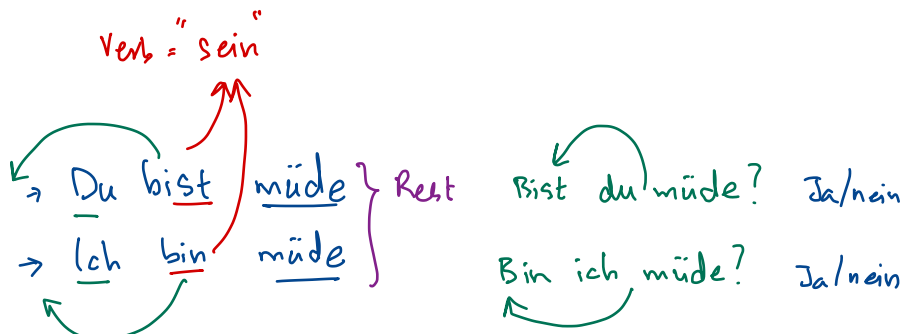 Verb = "sein"
→ Du bist müde } Rest Bist du müde? Ja/nein
→ Ich bin müde Bin ich müde? Ja/nein